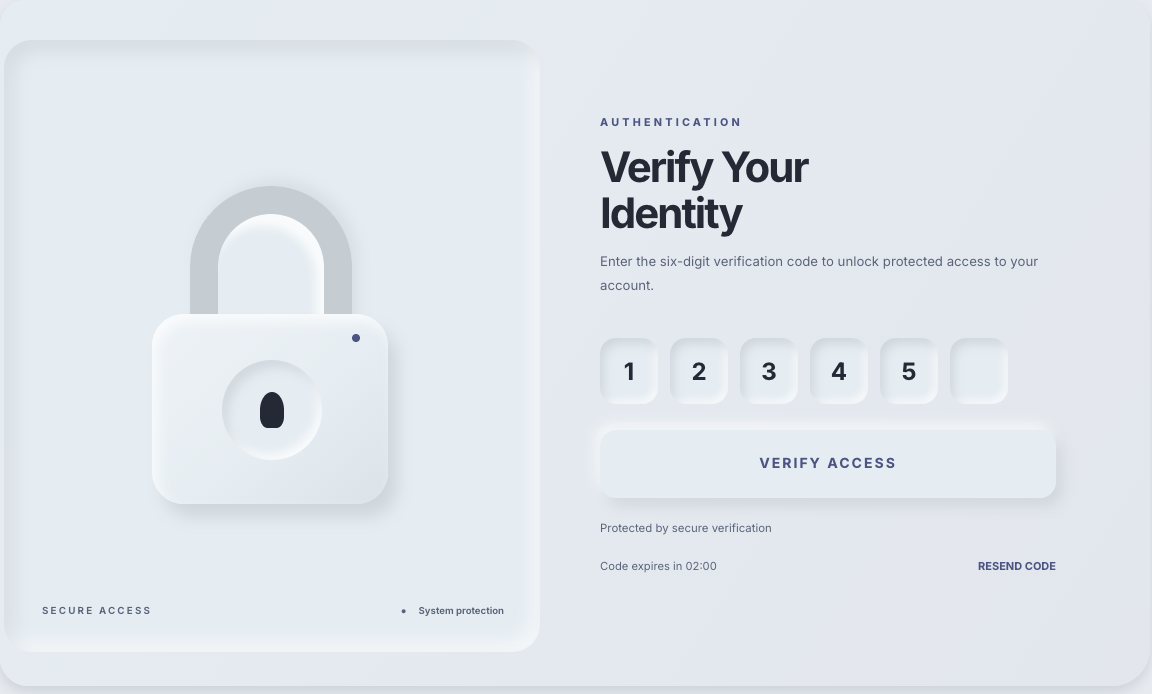 AUTHENTICATION
Verify Your
Identity
Enter the six-digit verification code to unlock protected access to your
account.
1 2 3 4 5
VERIFY ACCESS
Protected by secure verification
Code expires in 02:00 RESEND CODE
SECURE ACCESS • System protection